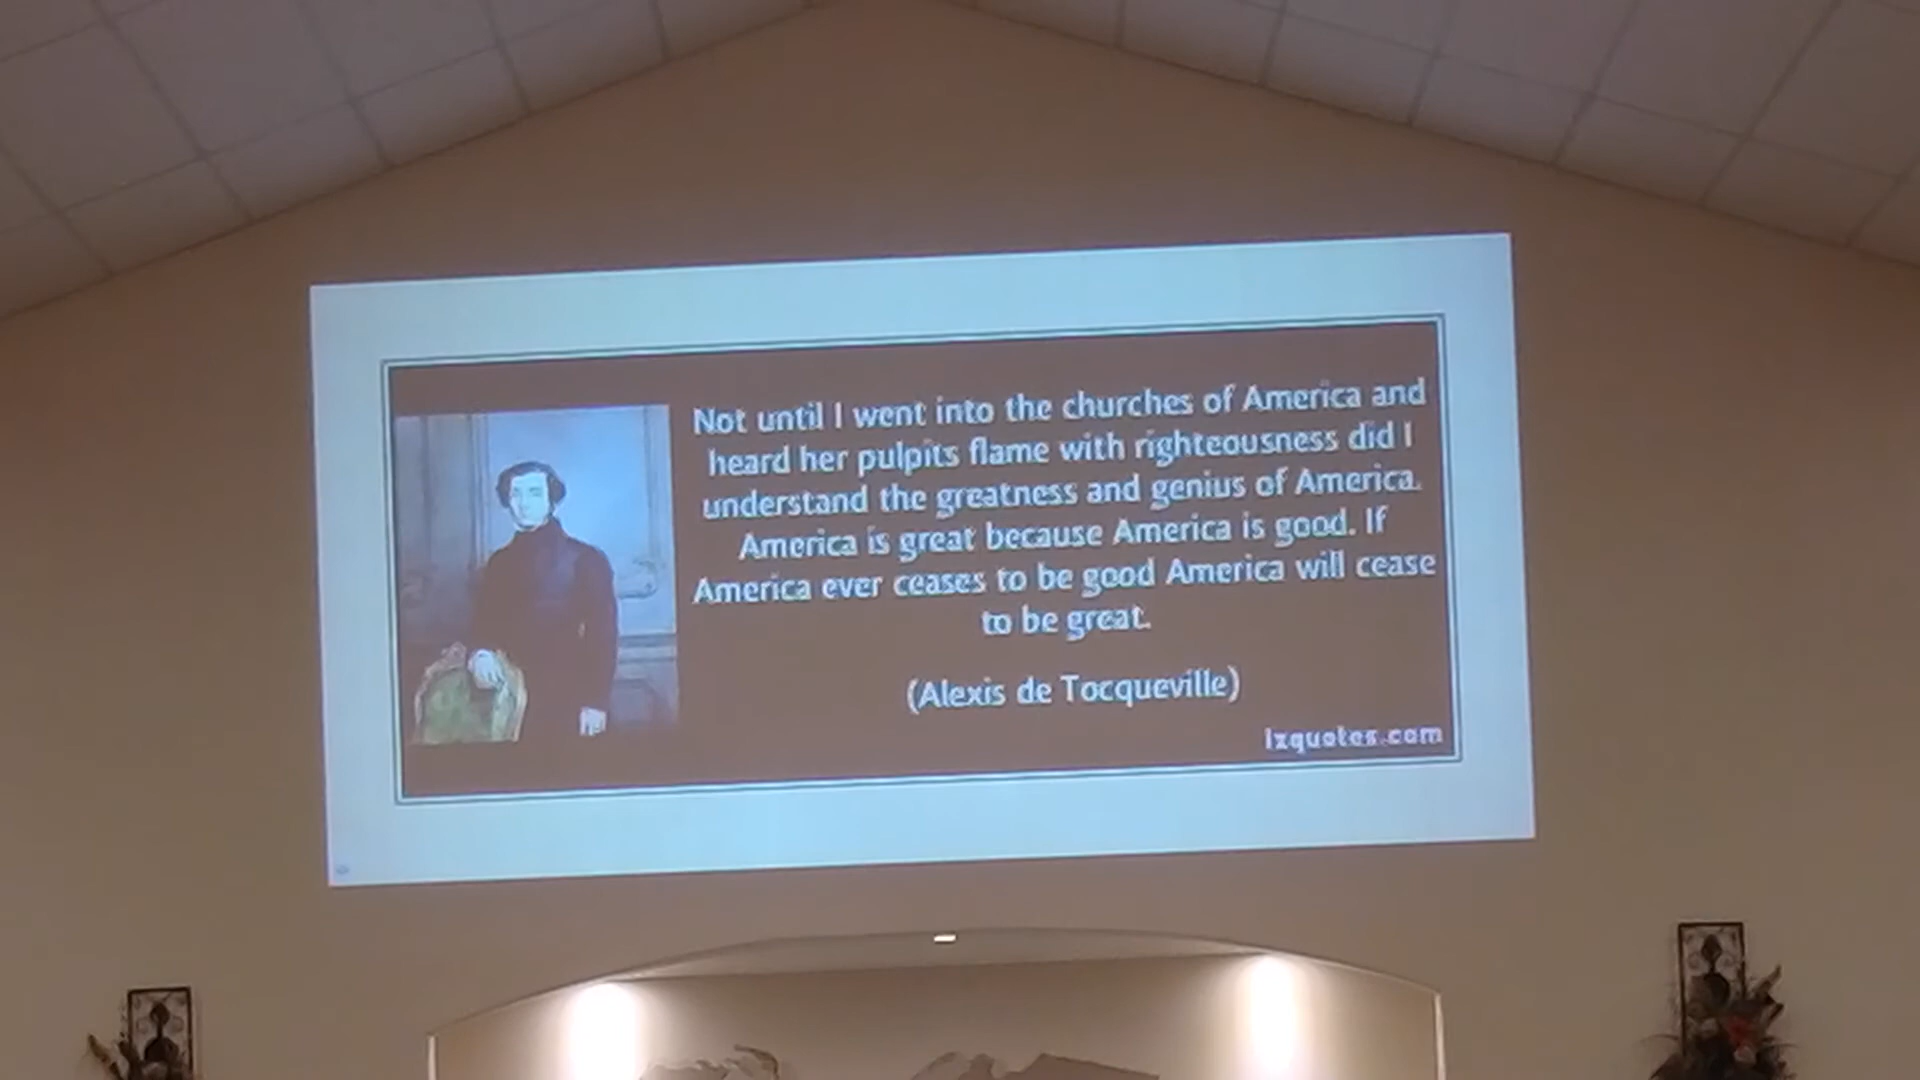 Not until I went into the churches of America and
heard her pulpits flame with righteousness did I
understand the greatness and genius of America.
America is great because America is good. If
America ever ceases to be good America will cease
to be great.
(Alexis de Tocqueville)
izquotes.com